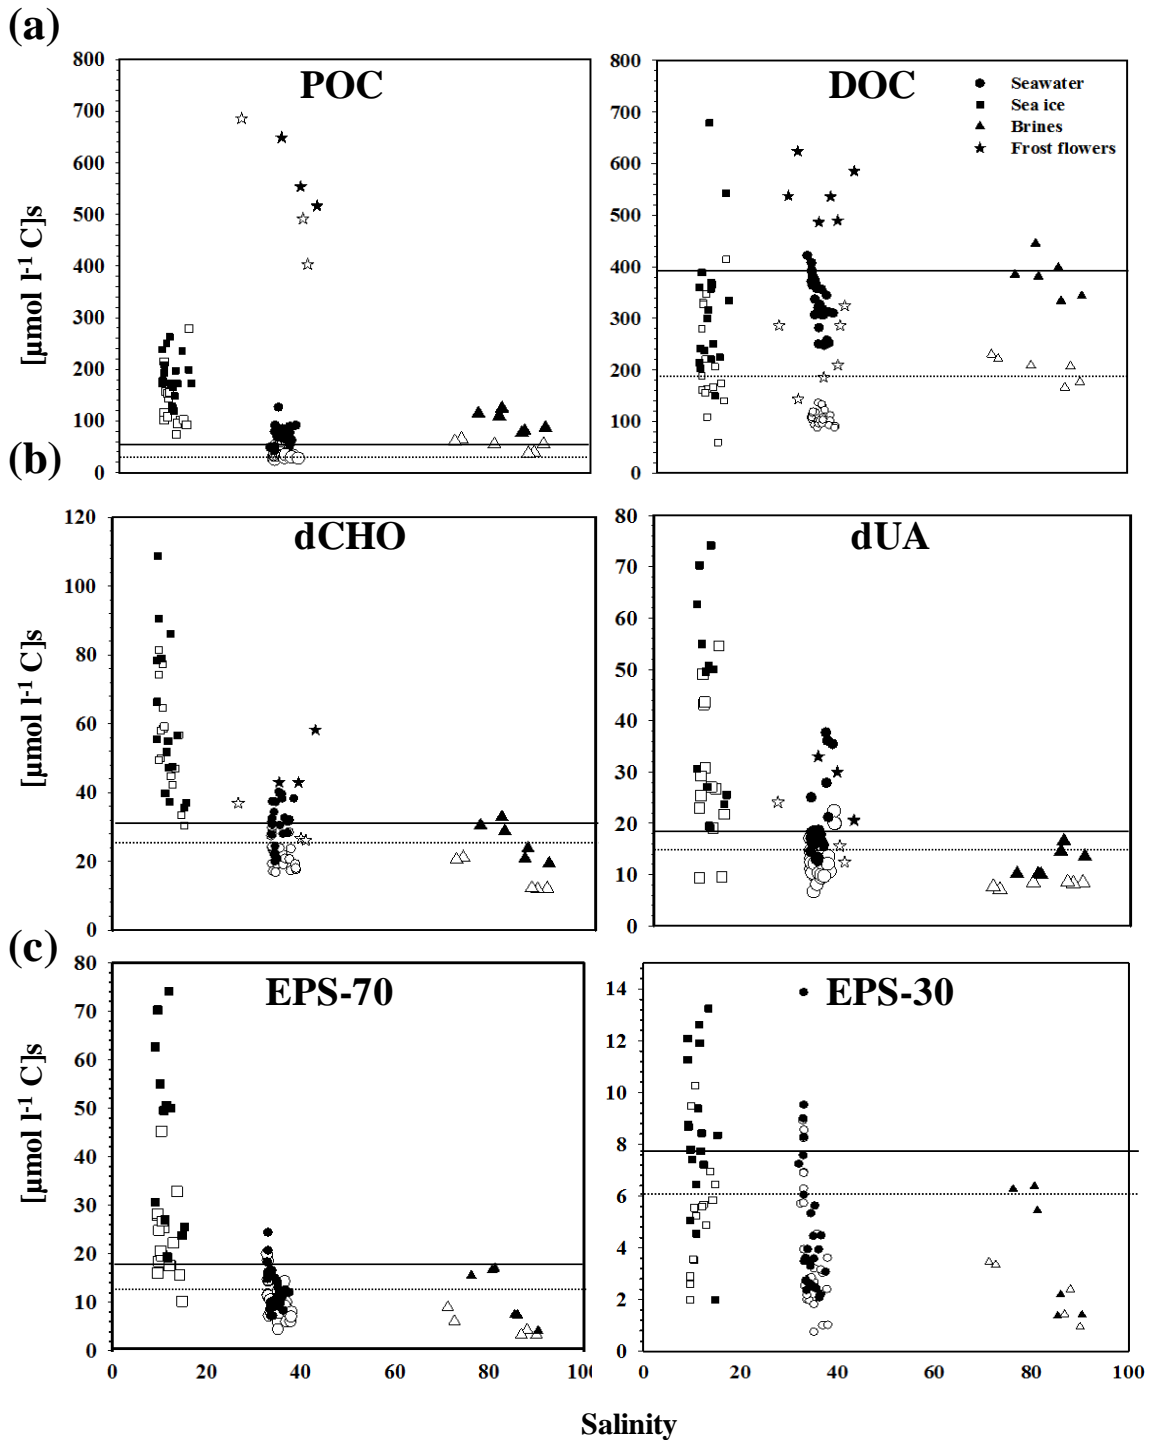 (a)
POC
DOC
800
700
600
500
400
300
200
100
0
800
700
600
500
400
300
200
100
0
Seawater
Sea ice
Brines
Frost flowers
[µmol l-1 C]s
(b)
dCHO
dUA
120
100
80
60
40
20
0
80
70
60
50
40
30
20
10
0
[µmol l-1 C]s
(c)
EPS-70
EPS-30
80
70
60
50
40
30
20
10
0
14
12
10
8
6
4
2
0
[µmol l-1 C]s
0 20 40 60 80 100
0 20 40 60 80 100
Salinity